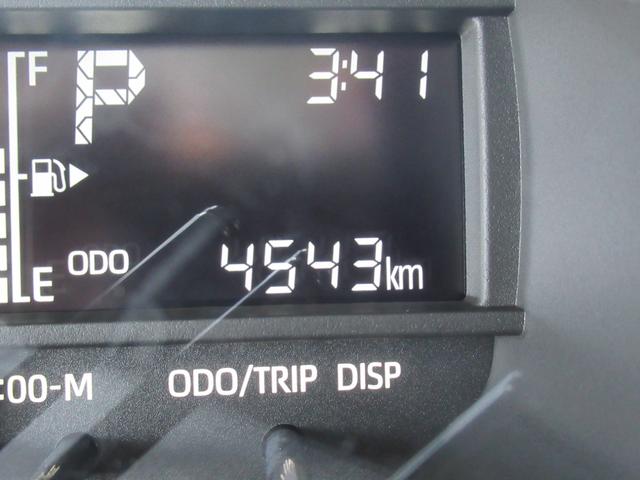 F P 3:41
ODO 4543km
E
:00-M ODO/TRIP DISP